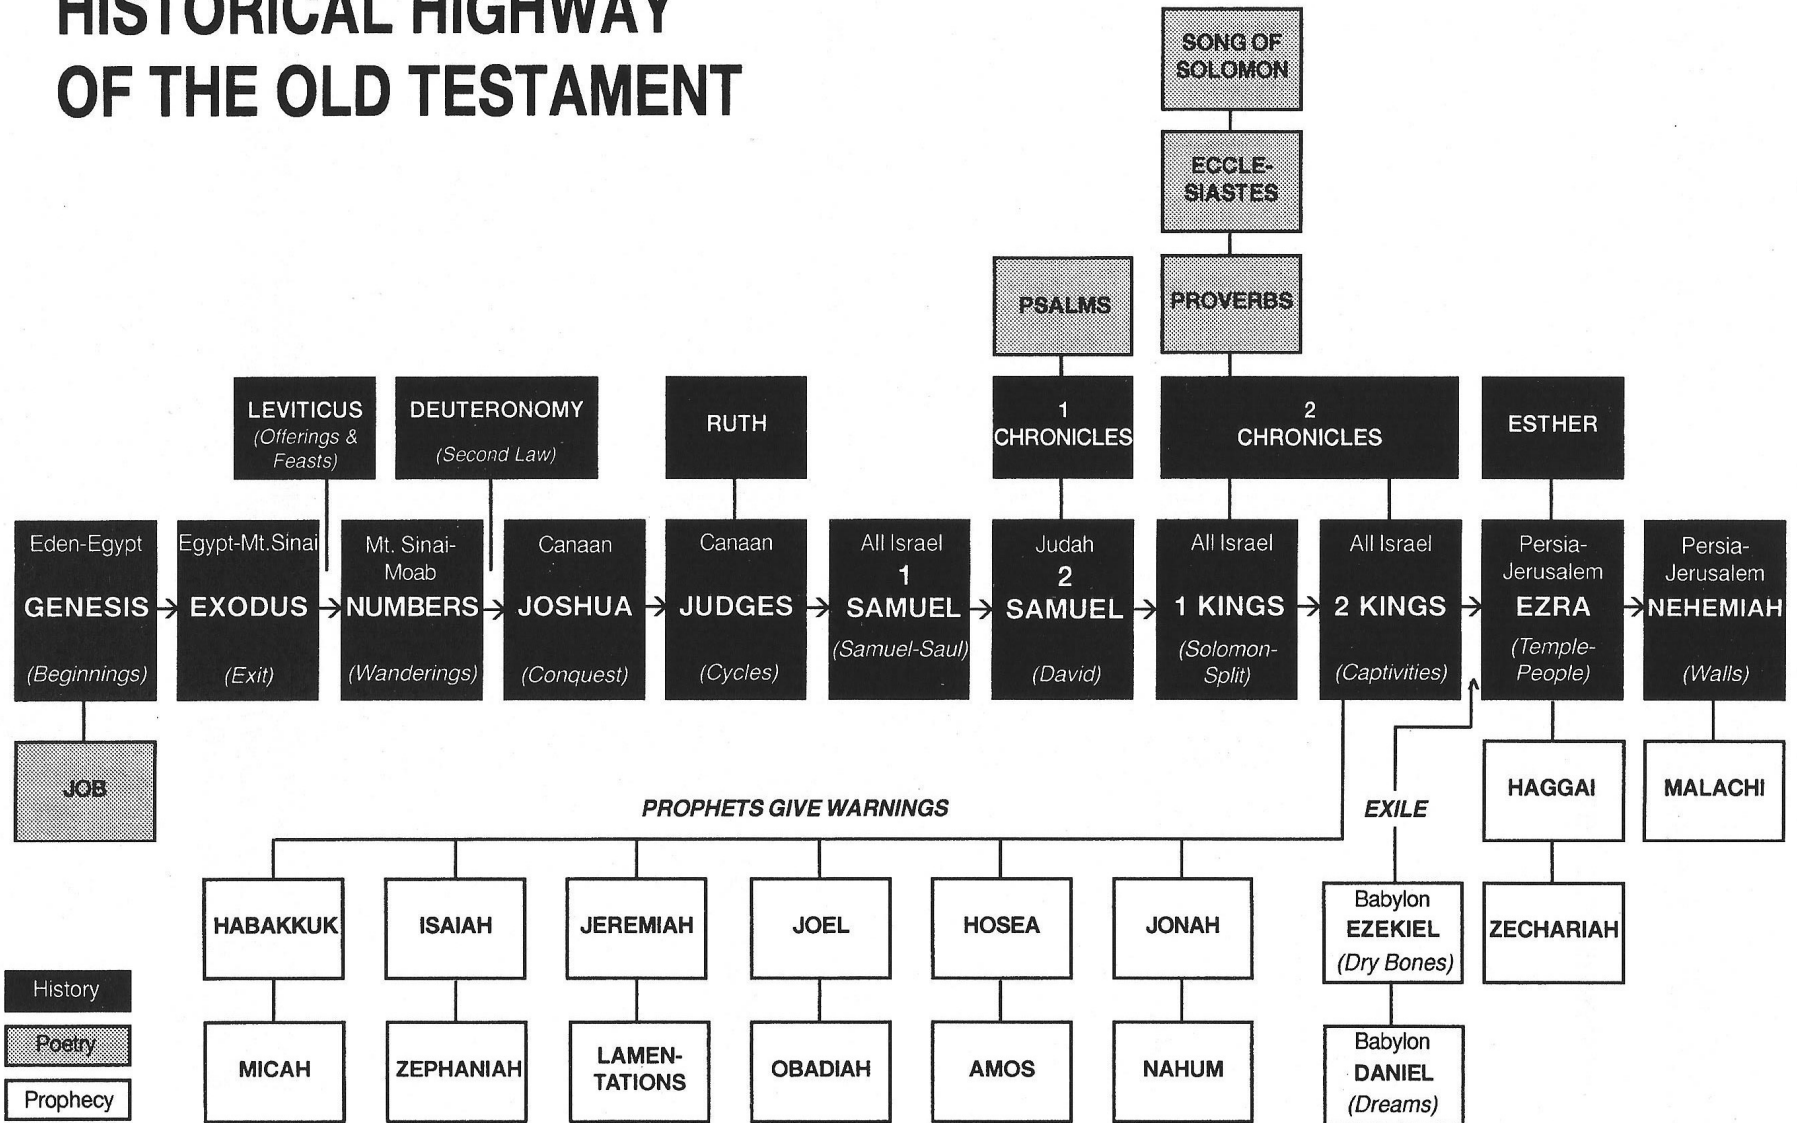 HISTORICAL HIGHWAY
OF THE OLD TESTAMENT
SONG OF
SOLOMON
ECCLE-
SIASTES
PSALMS
PROVERBS
LEVITICUS
(Offerings &
Feasts)
DEUTERONOMY
(Second Law)
RUTH
1
CHRONICLES
2
CHRONICLES
ESTHER
Eden-Egypt
GENESIS
(Beginnings)
Egypt-Mt.Sinai
EXODUS
(Exit)
Mt. Sinai-
Moab
NUMBERS
(Wanderings)
Canaan
JOSHUA
(Conquest)
Canaan
JUDGES
(Cycles)
All Israel
1
SAMUEL
(Samuel-Saul)
Judah
2
SAMUEL
(David)
All Israel
1 KINGS
(Solomon-
Split)
All Israel
2 KINGS
(Captivities)
Persia-
Jerusalem
EZRA
(Temple-
People)
Persia-
Jerusalem
NEHEMIAH
(Walls)
JOB
PROPHETS GIVE WARNINGS
EXILE
HAGGAI
MALACHI
HABAKKUK
ISAIAH
JEREMIAH
JOEL
HOSEA
JONAH
Babylon
EZEKIEL
(Dry Bones)
ZECHARIAH
MICAH
ZEPHANIAH
LAMEN-
TATIONS
OBADIAH
AMOS
NAHUM
Babylon
DANIEL
(Dreams)
History
Poetry
Prophecy